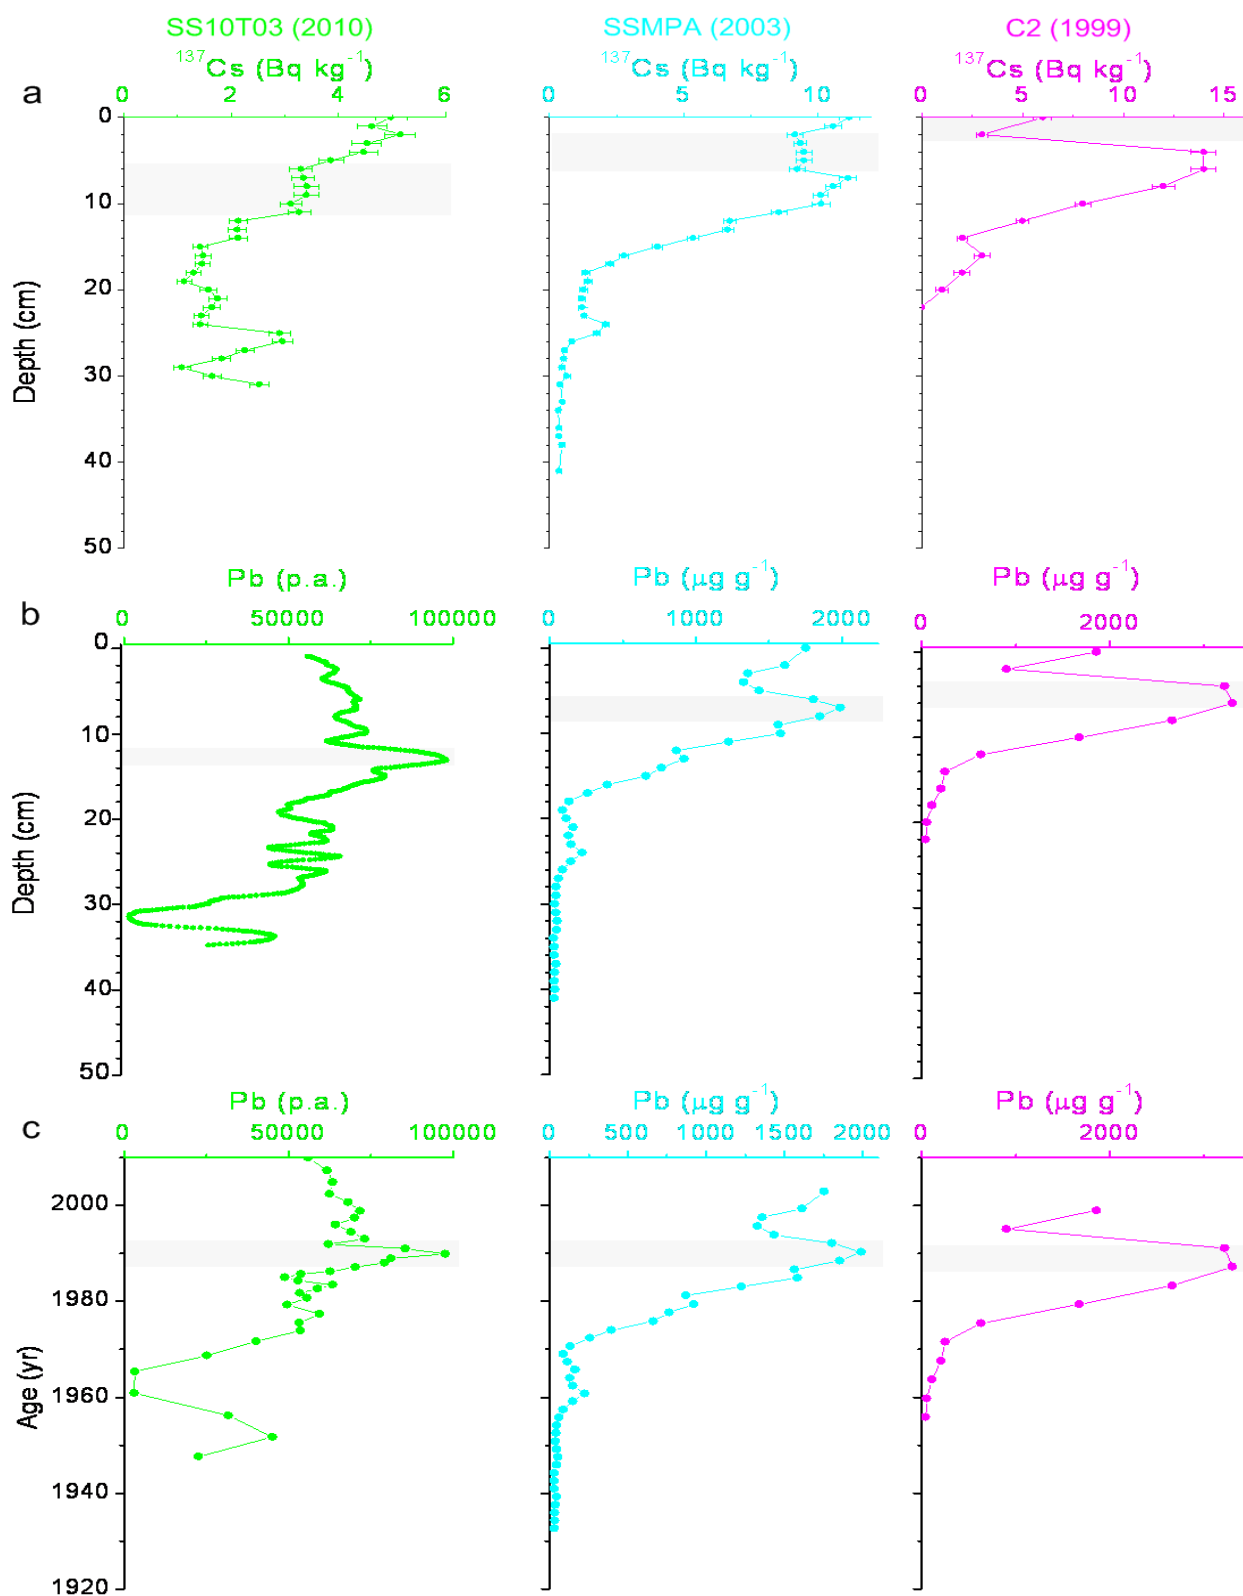 SS10T03 (2010) SSMPA (2003) C2 (1999)
¹³⁷Cs (Bq kg⁻¹) ¹³⁷Cs (Bq kg⁻¹) ¹³⁷Cs (Bq kg⁻¹)
a
0 2 4 6 0 5 10 0 5 10 15
0
10
20
30
40
50
Depth (cm)
Pb (p.a.) Pb (µg g⁻¹) Pb (µg g⁻¹)
b
0 50000 100000 0 1000 2000 0 2000
0
10
20
30
40
50
Depth (cm)
Pb (p.a.) Pb (µg g⁻¹) Pb (µg g⁻¹)
c
0 50000 100000 0 500 1000 1500 2000 0 2000
2000
1980
1960
1940
1920
Age (yr)